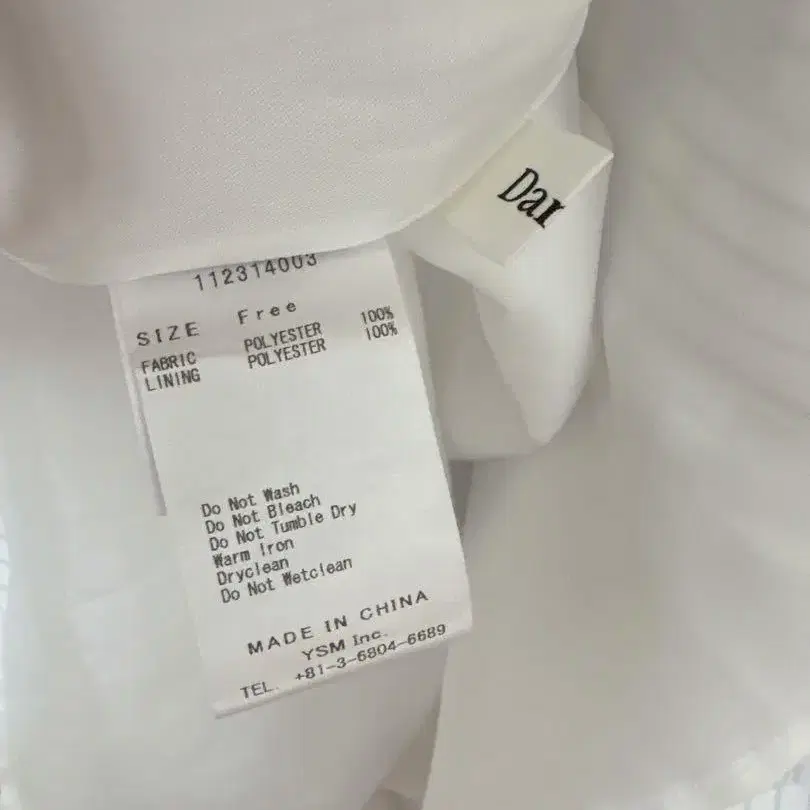 Dar
112314003
SIZE Free
FABRIC POLYESTER 100%
LINING POLYESTER 100%
Do Not Wash
Do Not Bleach
Do Not Tumble Dry
Warm Iron
Dryclean
Do Not Wetclean
MADE IN CHINA
YSM Inc.
TEL. +81-3-6804-6689